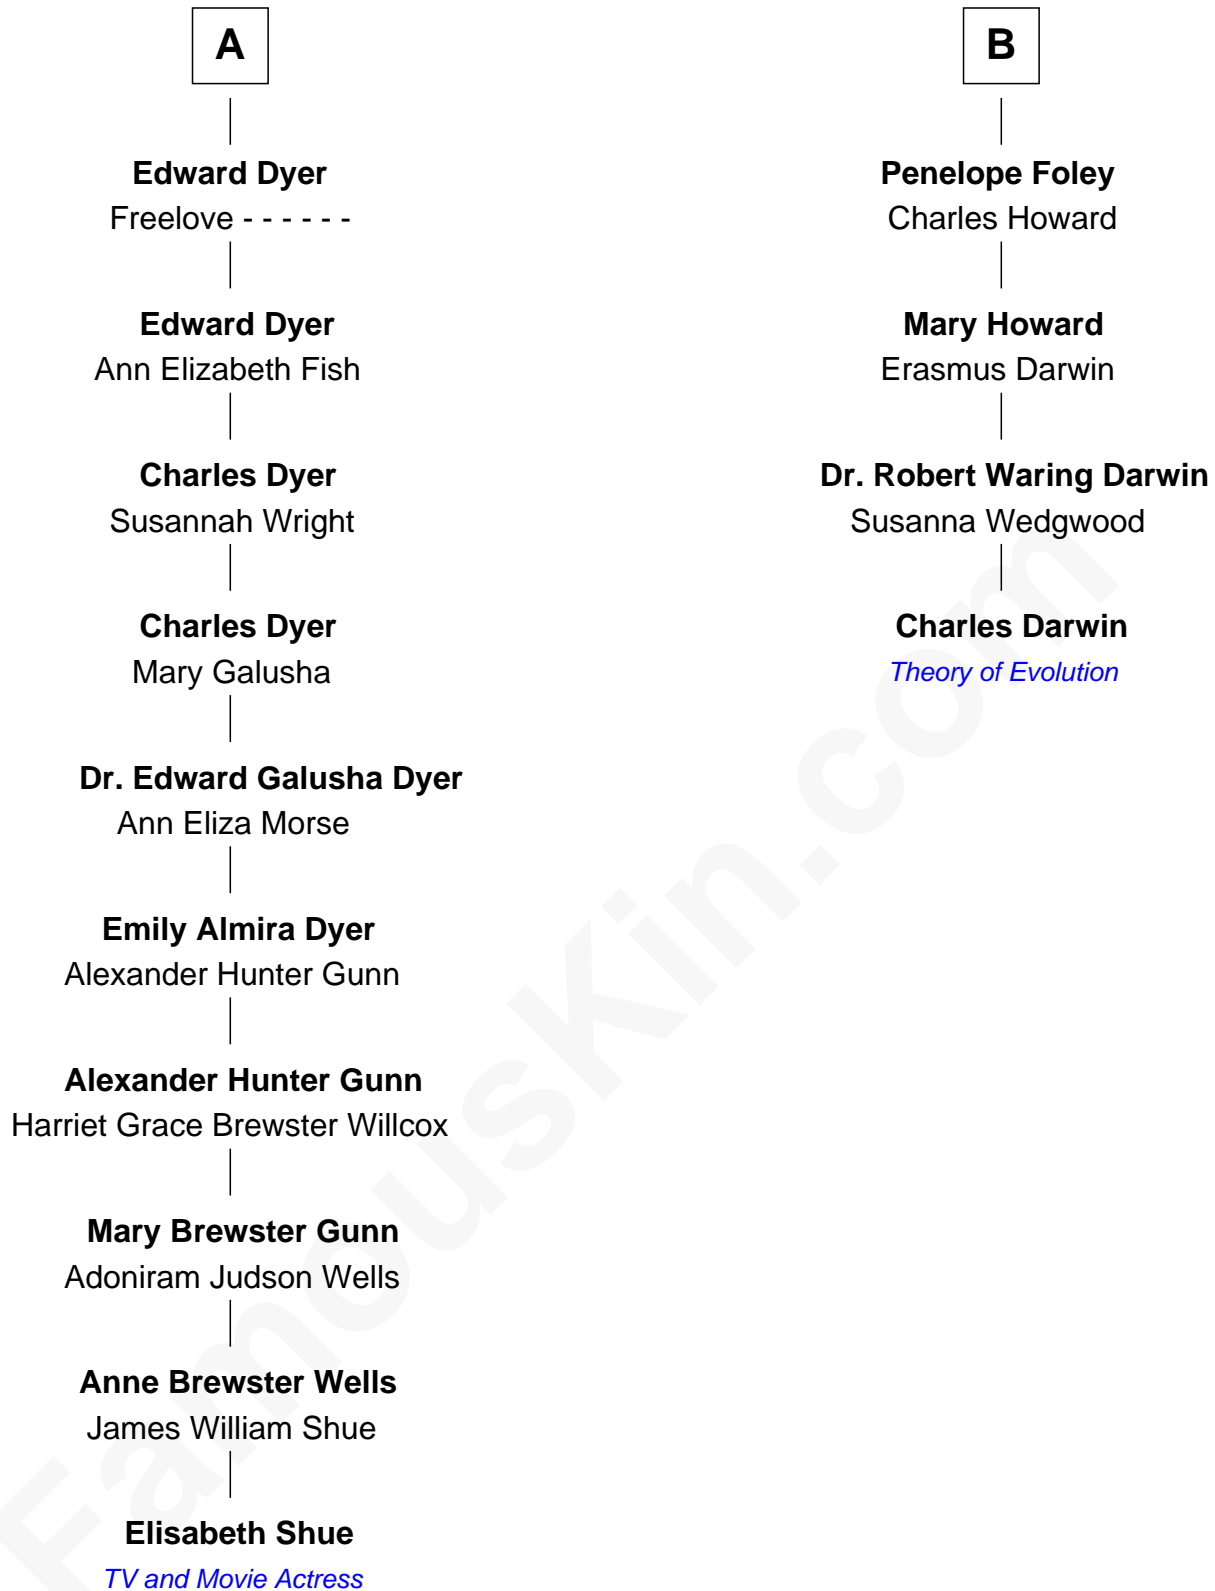 A
Edward Dyer
Freelove - - - - - -
Edward Dyer
Ann Elizabeth Fish
Charles Dyer
Susannah Wright
Charles Dyer
Mary Galusha
Dr. Edward Galusha Dyer
Ann Eliza Morse
Emily Almira Dyer
Alexander Hunter Gunn
Alexander Hunter Gunn
Harriet Grace Brewster Willcox
Mary Brewster Gunn
Adoniram Judson Wells
Anne Brewster Wells
James William Shue
Elisabeth Shue
TV and Movie Actress
B
Penelope Foley
Charles Howard
Mary Howard
Erasmus Darwin
Dr. Robert Waring Darwin
Susanna Wedgwood
Charles Darwin
Theory of Evolution
FamousKin.com